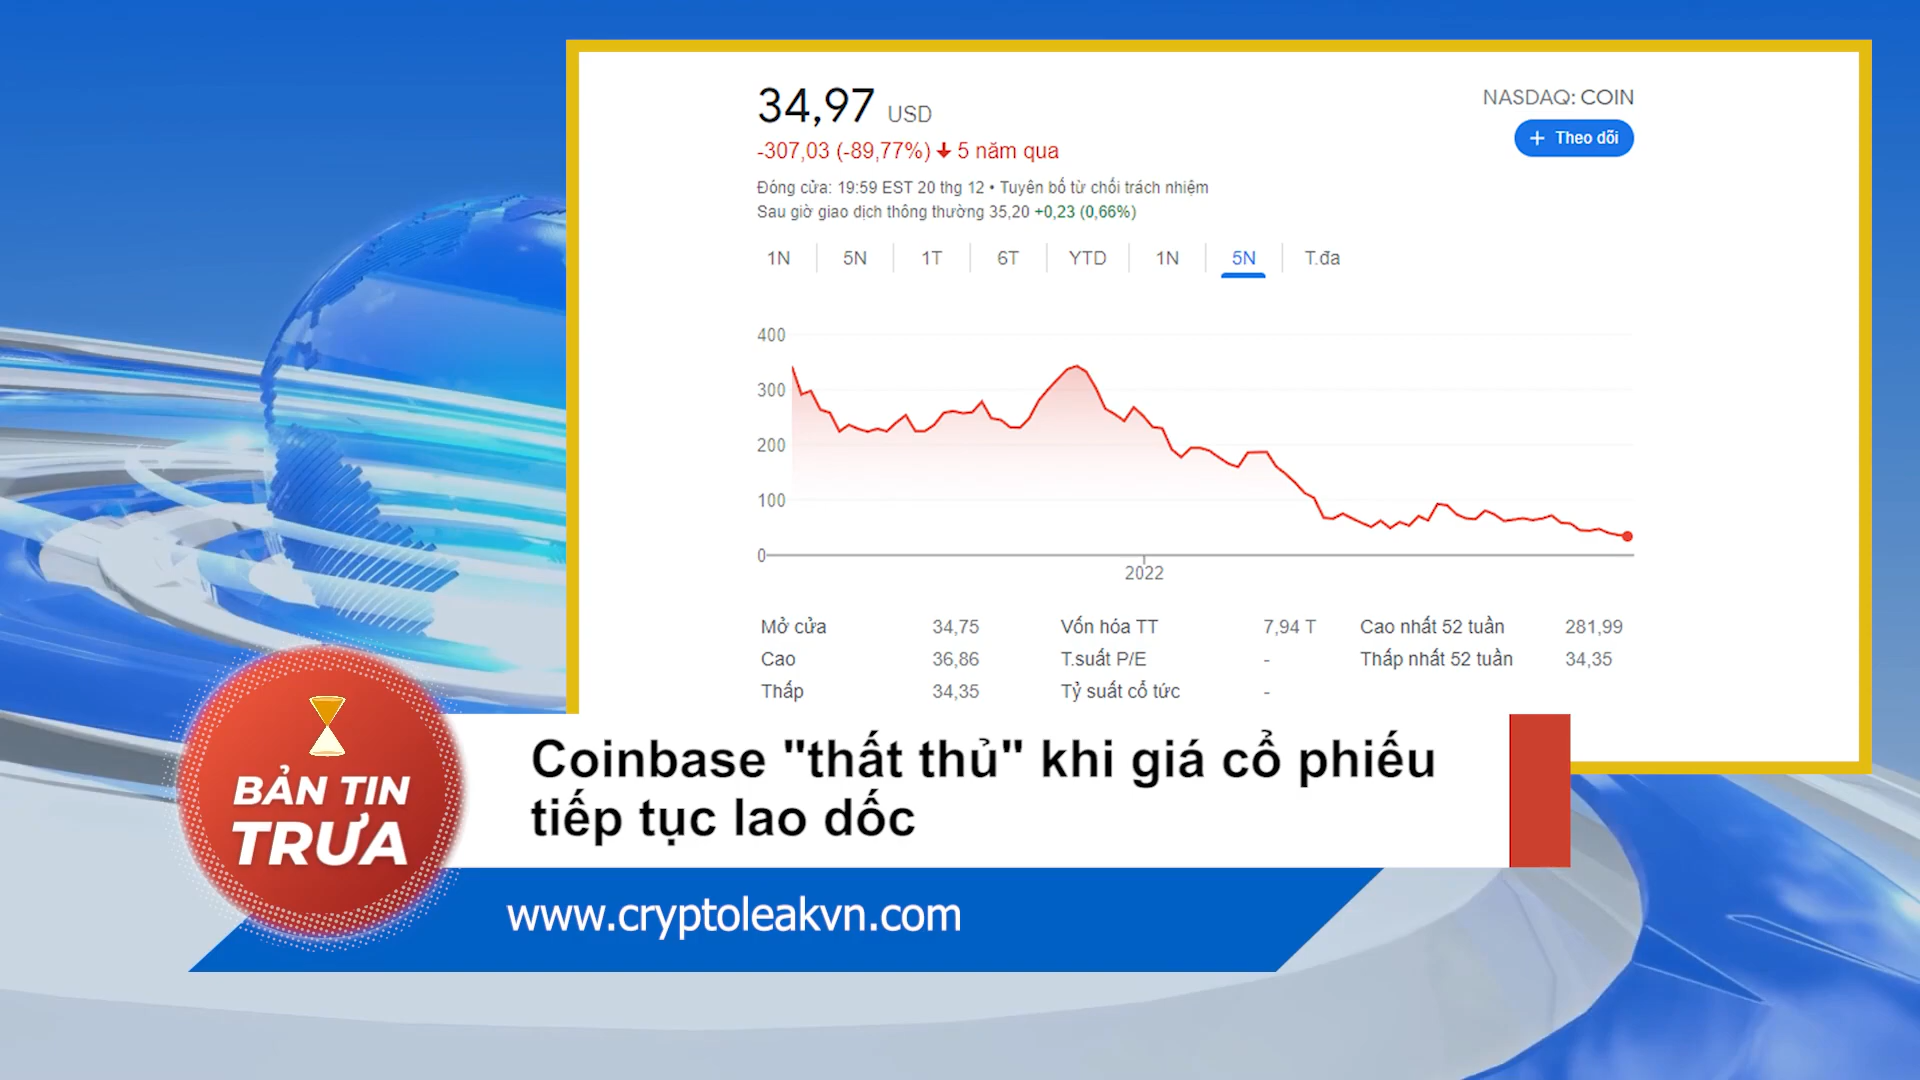 34,97 USD
NASDAQ: COIN
-307,03 (-89,77%) ↓ 5 năm qua
+ Theo dõi
Đóng cửa: 19:59 EST 20 thg 12 • Tuyên bố từ chối trách nhiệm
Sau giờ giao dịch thông thường 35,20 +0,23 (0,66%)
1N 5N 1T 6T YTD 1N 5N T.đa
400
300
200
100
0
2022
Mở cửa 34,75 Vốn hóa TT 7,94 T Cao nhất 52 tuần 281,99
Cao 36,86 T.suất P/E - Thấp nhất 52 tuần 34,35
Thấp 34,35 Tỷ suất cổ tức -
BẢN TIN
TRƯA
Coinbase "thất thủ" khi giá cổ phiếu
tiếp tục lao dốc
www.cryptoleakvn.com